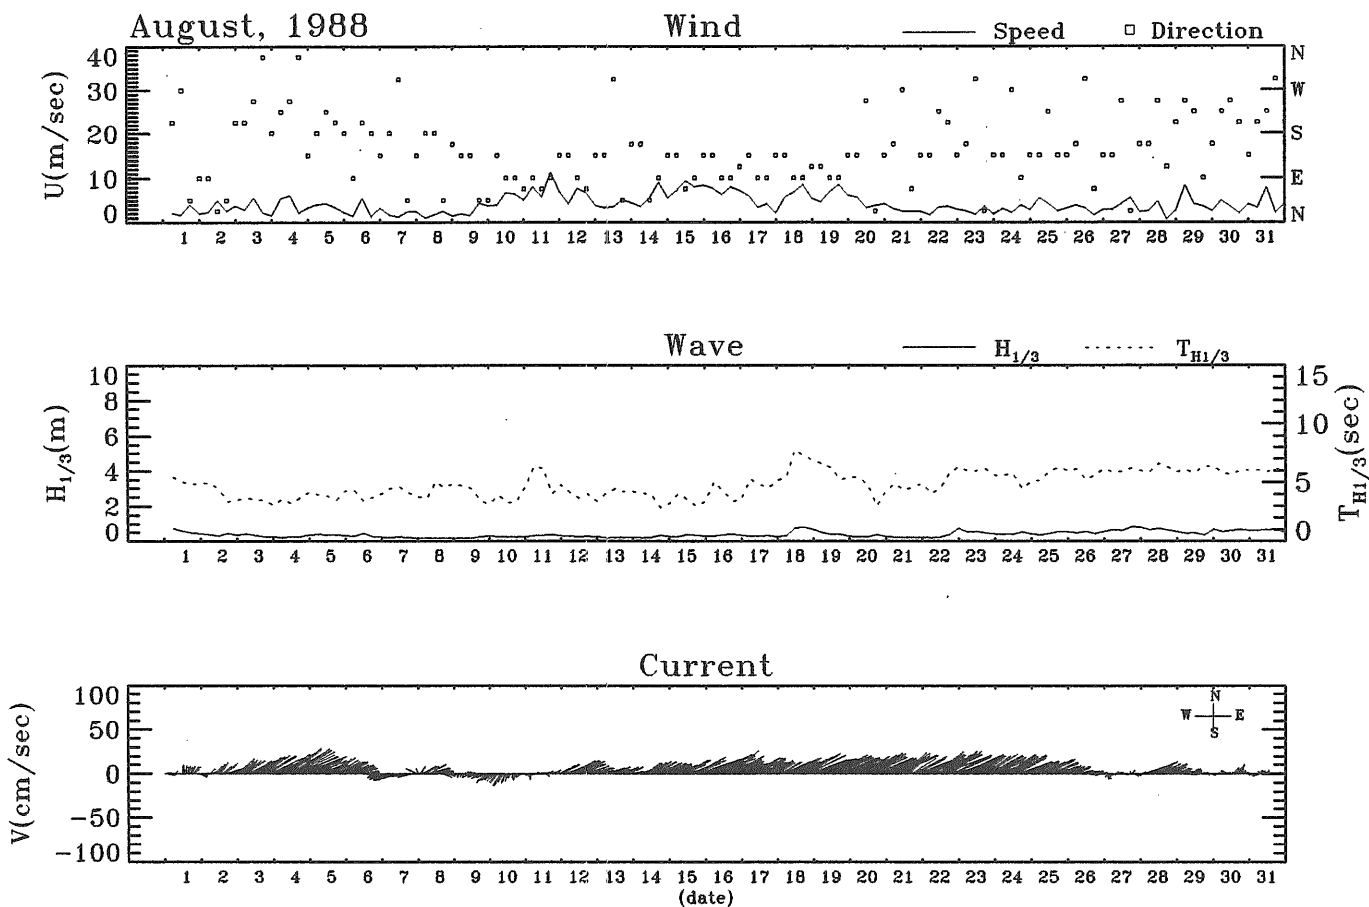 August, 1988 Wind Speed Direction
U(m/sec)
40
30
20
10
0
N
W
S
E
N
1 2 3 4 5 6 7 8 9 10 11 12 13 14 15 16 17 18 19 20 21 22 23 24 25 26 27 28 29 30 31
Wave H1/3 TH1/3
H1/3(m)
10
8
6
4
2
0
15
10
5
0
TH1/3(sec)
1 2 3 4 5 6 7 8 9 10 11 12 13 14 15 16 17 18 19 20 21 22 23 24 25 26 27 28 29 30 31
Current
V(cm/sec)
100
50
0
-50
-100
N
W E
S
1 2 3 4 5 6 7 8 9 10 11 12 13 14 15 16 17 18 19 20 21 22 23 24 25 26 27 28 29 30 31
(date)